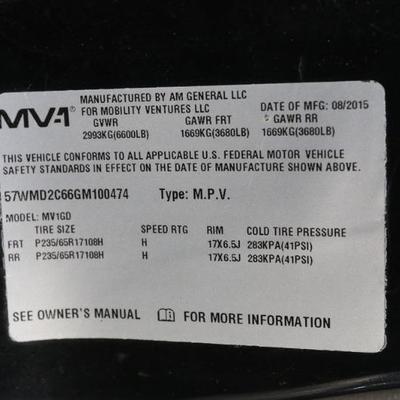 MV-1® MANUFACTURED BY AM GENERAL LLC
FOR MOBILITY VENTURES LLC DATE OF MFG: 08/2015
GVWR GAWR FRT GAWR RR
2993KG(6600LB) 1669KG(3680LB) 1669KG(3680LB)
THIS VEHICLE CONFORMS TO ALL APPLICABLE U.S. FEDERAL MOTOR VEHICLE
SAFETY STANDARDS IN EFFECT ON THE DATE OF MANUFACTURE SHOWN ABOVE.
57WMD2C66GM100474 Type: M.P.V.
MODEL: MV1GD
TIRE SIZE SPEED RTG RIM COLD TIRE PRESSURE
FRT P235/65R17108H H 17X6.5J 283KPA(41PSI)
RR P235/65R17108H H 17X6.5J 283KPA(41PSI)
SEE OWNER'S MANUAL FOR MORE INFORMATION